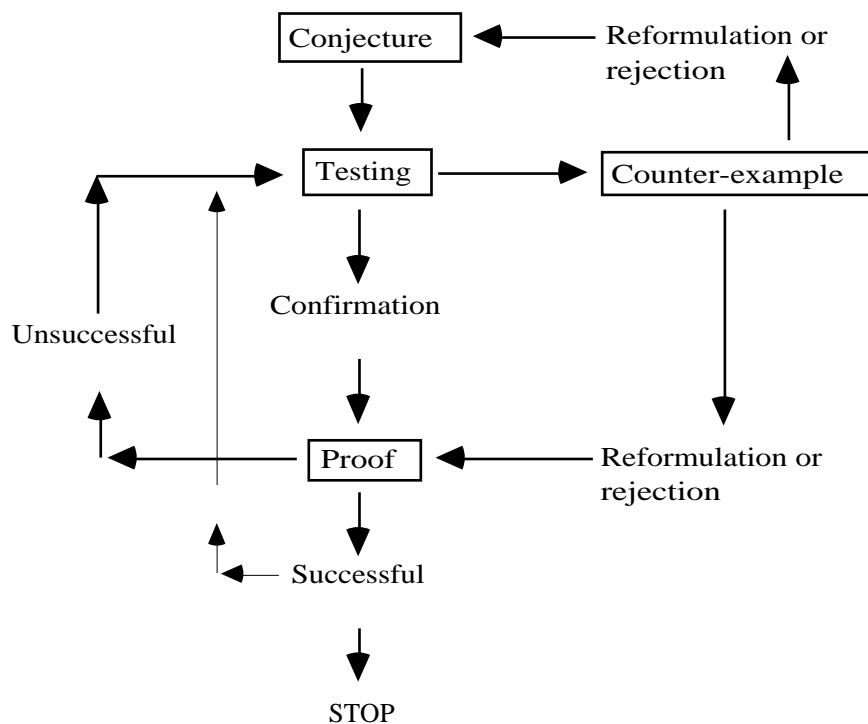 Conjecture
Reformulation or
rejection
Testing
Counter-example
Confirmation
Unsuccessful
Proof
Reformulation or
rejection
Successful
STOP